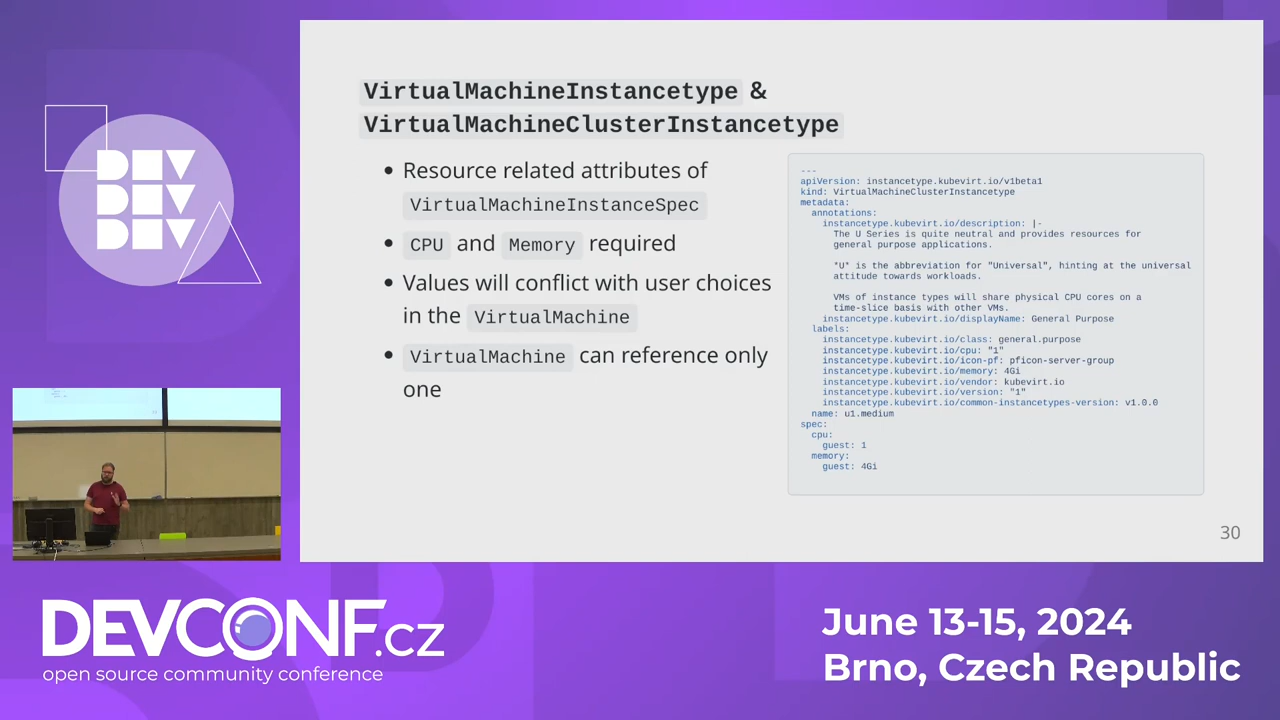 DEV
DEV
DEV
VirtualMachineInstancetype &
VirtualMachineClusterInstancetype
• Resource related attributes of
VirtualMachineInstanceSpec
• CPU and Memory required
• Values will conflict with user choices
in the VirtualMachine
• VirtualMachine can reference only
one
---
apiVersion: instancetype.kubevirt.io/v1beta1
kind: VirtualMachineClusterInstancetype
metadata:
annotations:
instancetype.kubevirt.io/description: |-
The U Series is quite neutral and provides resources for
general purpose applications.
*U* is the abbreviation for "Universal", hinting at the universal
attitude towards workloads.
VMs of instance types will share physical CPU cores on a
time-slice basis with other VMs.
instancetype.kubevirt.io/displayName: General Purpose
labels:
instancetype.kubevirt.io/class: general.purpose
instancetype.kubevirt.io/cpu: "1"
instancetype.kubevirt.io/icon-pf: pficon-server-group
instancetype.kubevirt.io/memory: 4Gi
instancetype.kubevirt.io/vendor: kubevirt.io
instancetype.kubevirt.io/version: "1"
instancetype.kubevirt.io/common-instancetypes-version: v1.0.0
name: u1.medium
spec:
cpu:
guest: 1
memory:
guest: 4Gi
30
DEVCONF.cz
open source community conference
June 13-15, 2024
Brno, Czech Republic